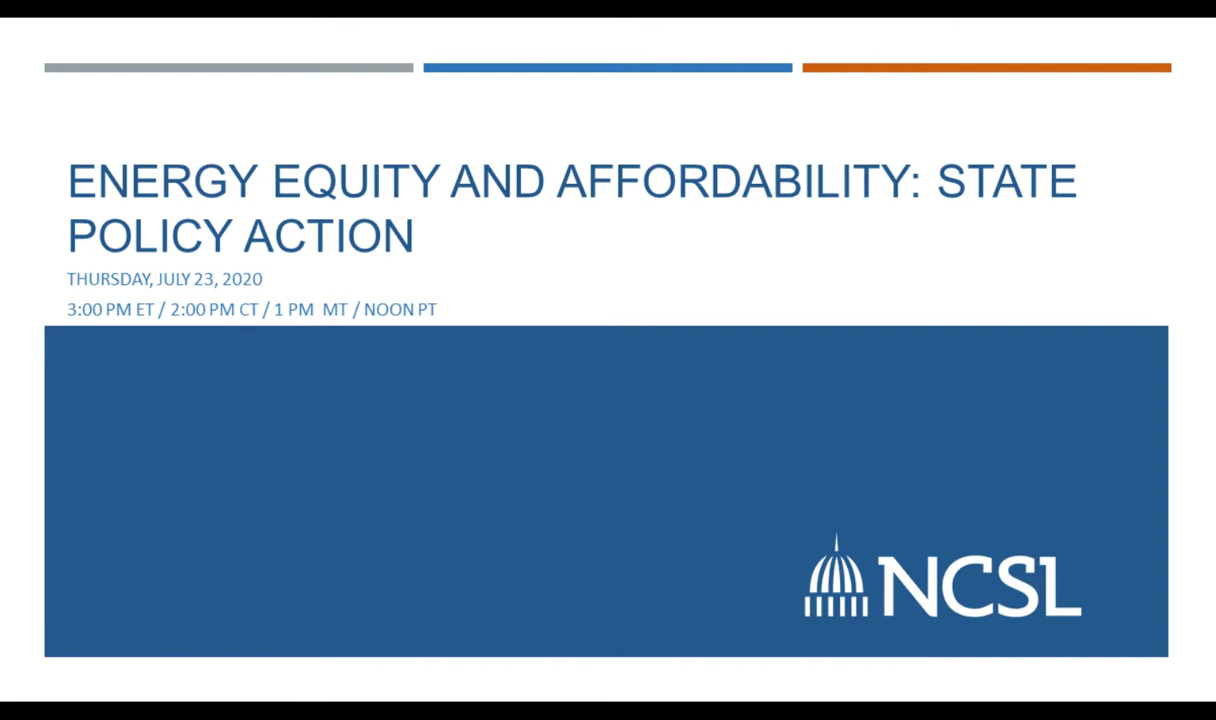 ENERGY EQUITY AND AFFORDABILITY: STATE
POLICY ACTION
THURSDAY, JULY 23, 2020
3:00 PM ET / 2:00 PM CT / 1 PM  MT / NOON PT
NCSL